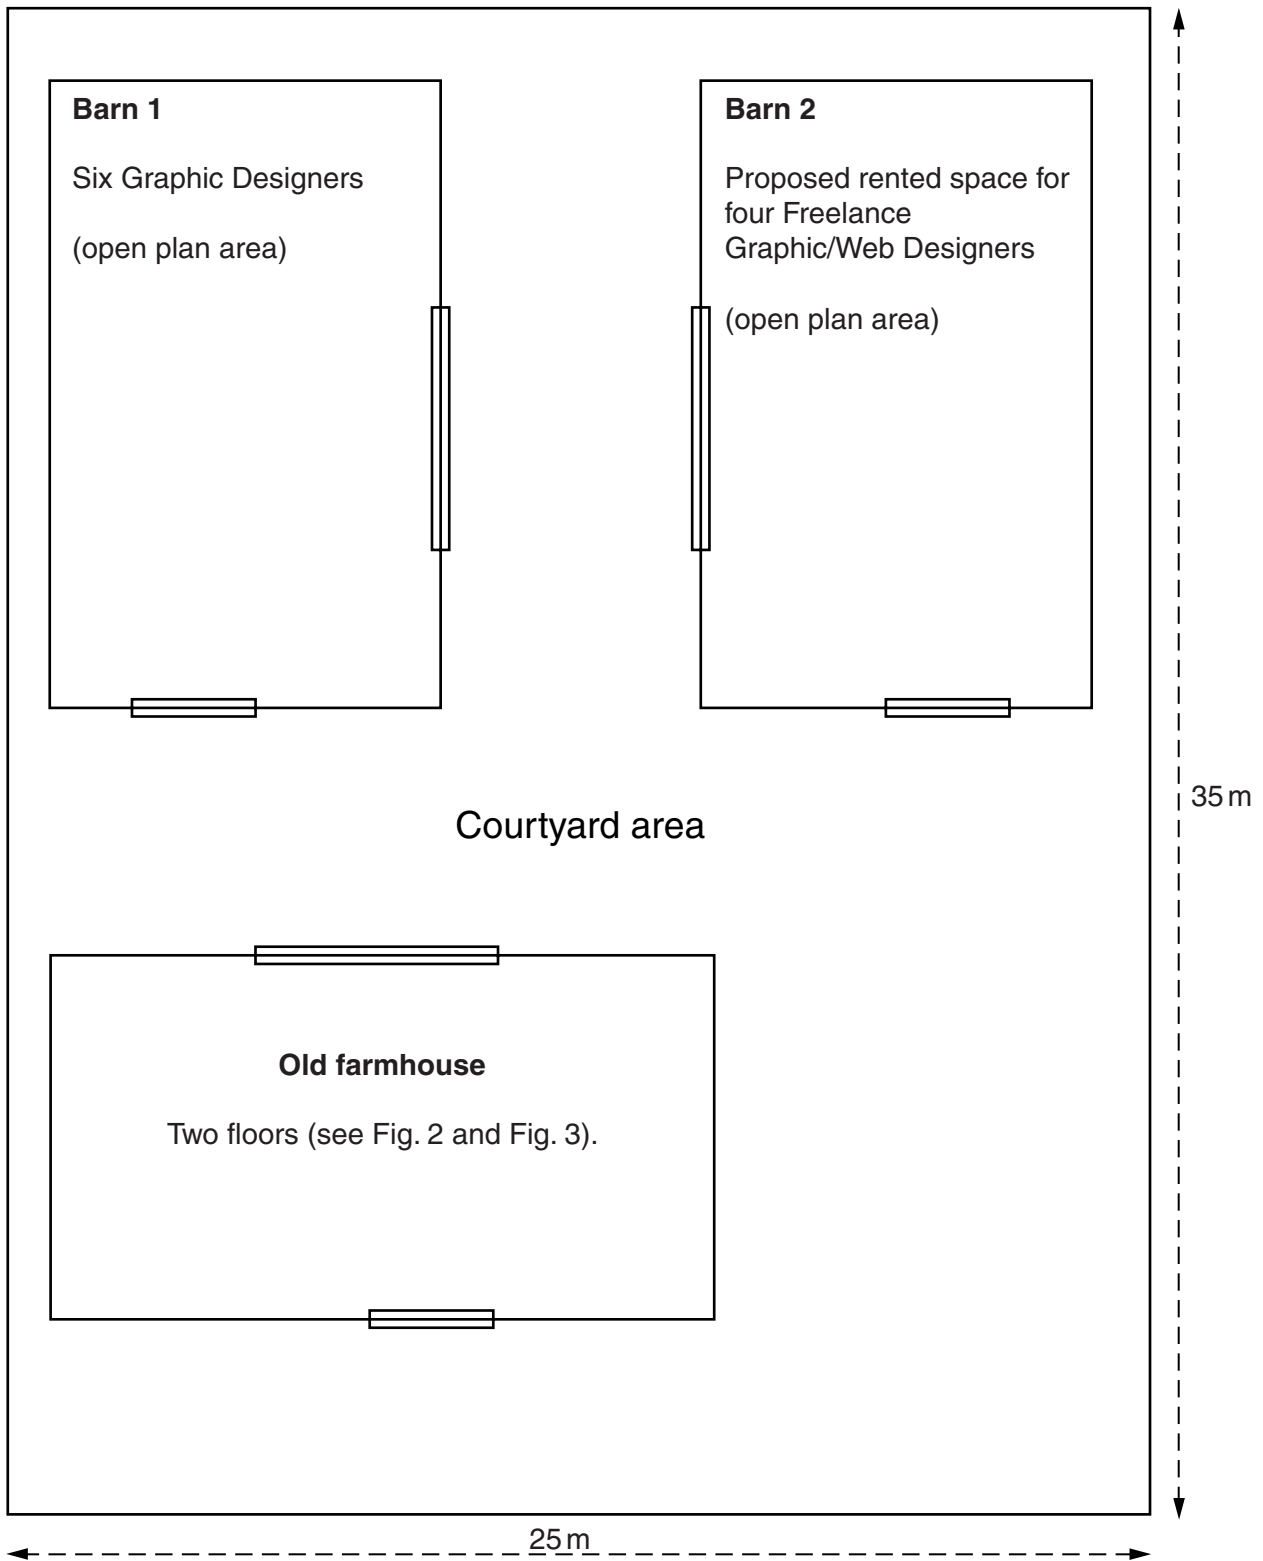 Barn 1
Six Graphic Designers
(open plan area)
Barn 2
Proposed rented space for
four Freelance
Graphic/Web Designers
(open plan area)
35 m
Courtyard area
Old farmhouse
Two floors (see Fig. 2 and Fig. 3).
25 m